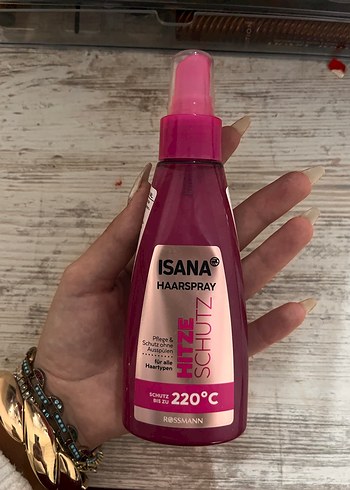 ISANA
HAARSPRAY
HITZE
SCHUTZ
Pflege &
Schutz ohne
Ausspülen
für alle
Haartypen
SCHUTZ
BIS ZU
220°C
ROSSMANN